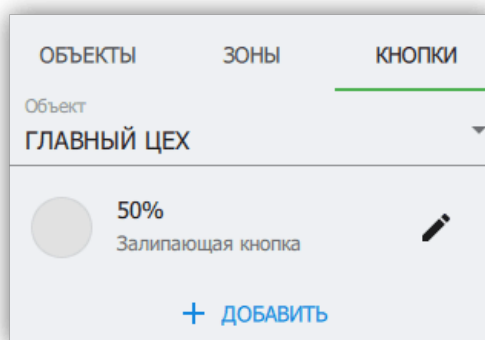 ОБЪЕКТЫ ЗОНЫ КНОПКИ
Объект
ГЛАВНЫЙ ЦЕХ
50%
Залипающая кнопка
+ ДОБАВИТЬ